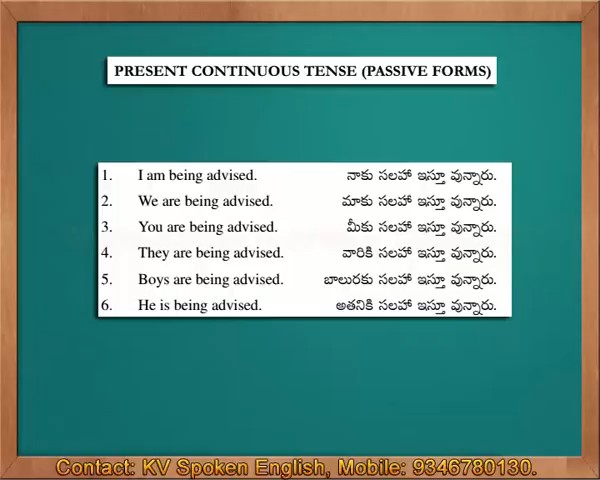 PRESENT CONTINUOUS TENSE (PASSIVE FORMS)
1. I am being advised. నాకు సలహా ఇస్తూ వున్నారు.
2. We are being advised. మాకు సలహా ఇస్తూ వున్నారు.
3. You are being advised. మీకు సలహా ఇస్తూ వున్నారు.
4. They are being advised. వారికి సలహా ఇస్తూ వున్నారు.
5. Boys are being advised. బాలురకు సలహా ఇస్తూ వున్నారు.
6. He is being advised. అతనికి సలహా ఇస్తూ వున్నారు.
Contact: KV Spoken English, Mobile: 9346780130.